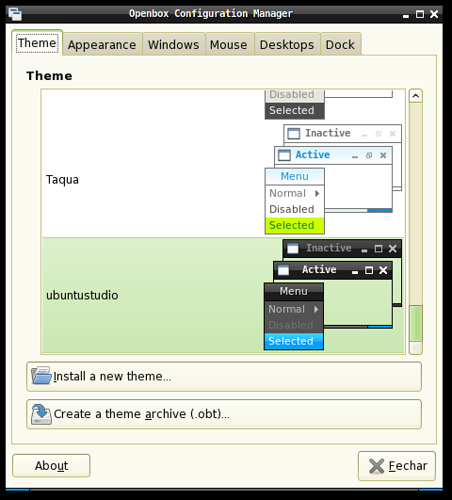 Openbox Configuration Manager
Theme Appearance Windows Mouse Desktops Dock
Theme
Disabled
Selected
Inactive
Active
Menu
Normal
Disabled
Selected
Taqua
Inactive
Active
Menu
Normal
Disabled
Selected
ubuntustudio
Install a new theme...
Create a theme archive (.obt)...
About
Fechar